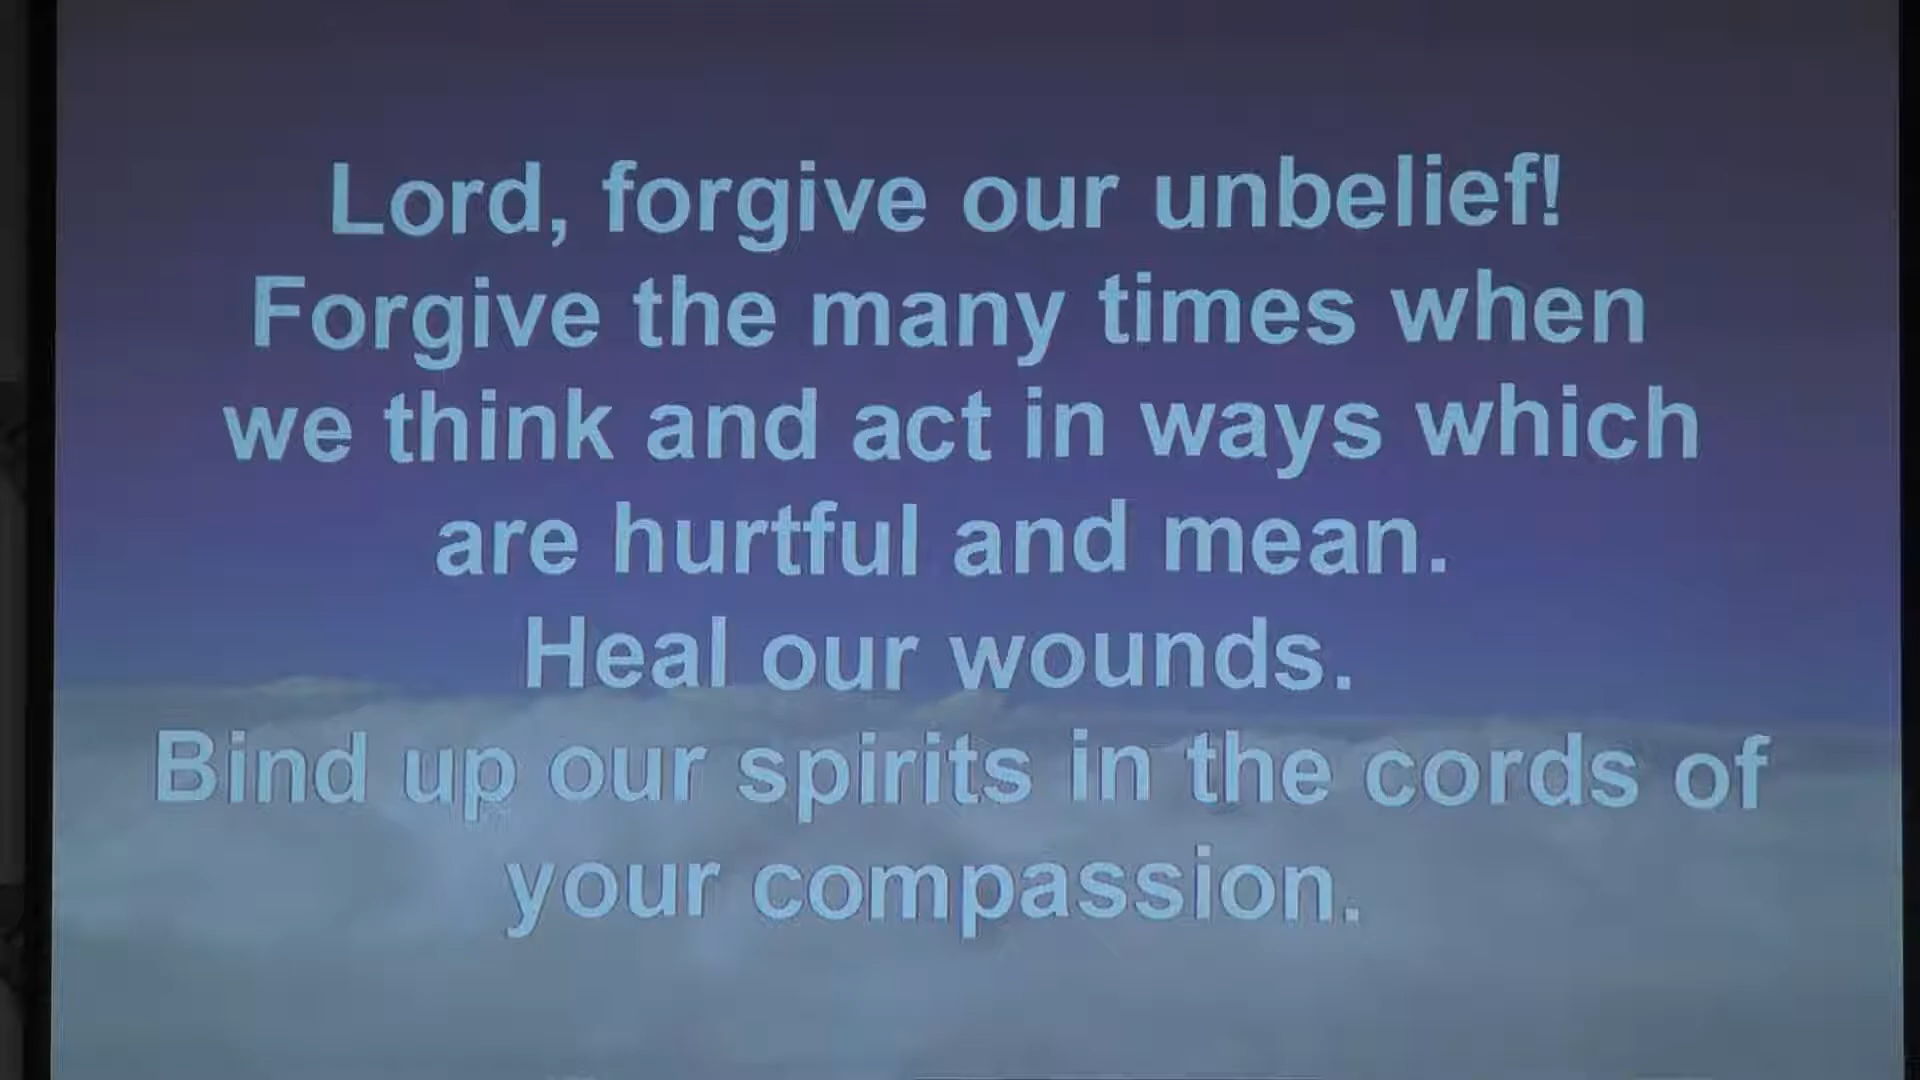 Lord, forgive our unbelief!
Forgive the many times when
we think and act in ways which
are hurtful and mean.
Heal our wounds.
Bind up our spirits in the cords of
your compassion.